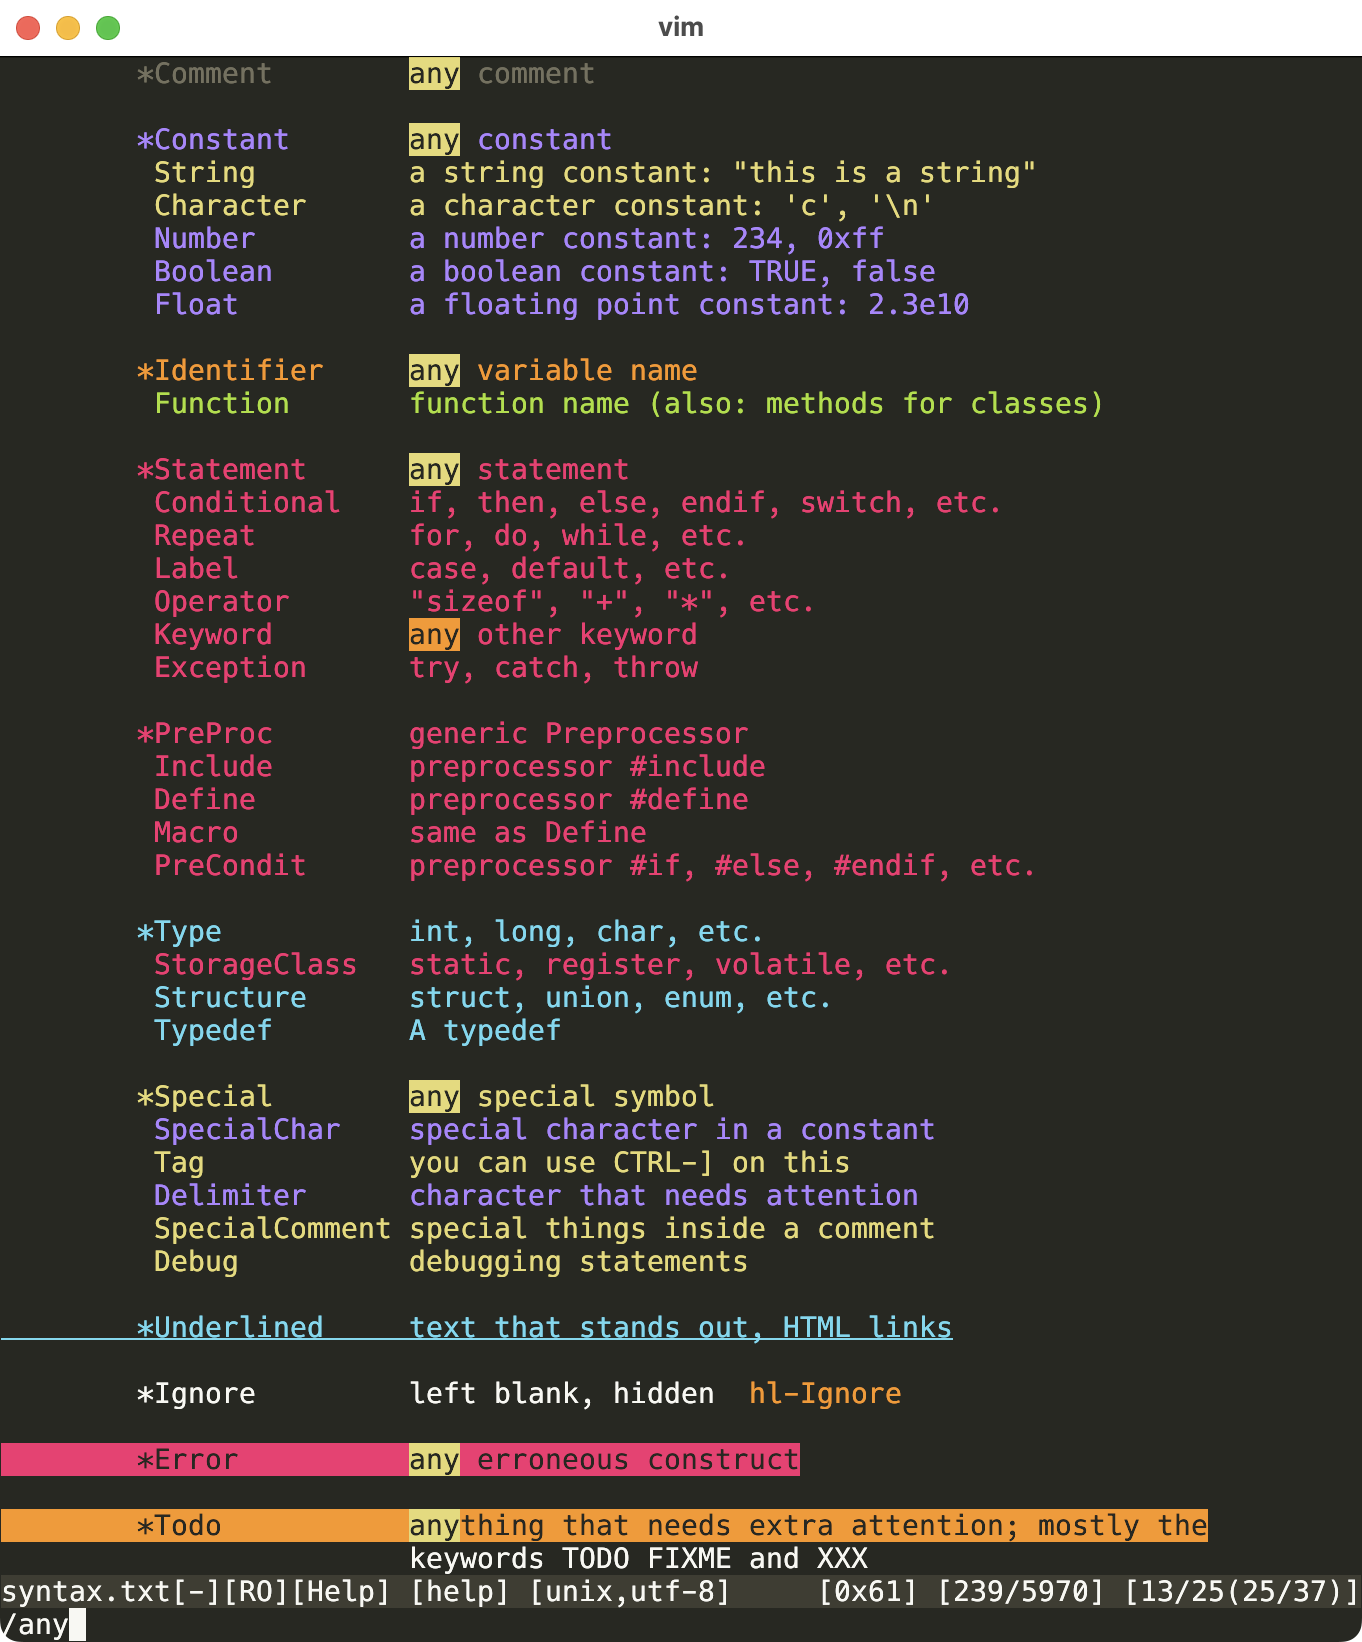 vim
*Comment any comment
*Constant any constant
String a string constant: "this is a string"
Character a character constant: 'c', '\n'
Number a number constant: 234, 0xff
Boolean a boolean constant: TRUE, false
Float a floating point constant: 2.3e10
*Identifier any variable name
Function function name (also: methods for classes)
*Statement any statement
Conditional if, then, else, endif, switch, etc.
Repeat for, do, while, etc.
Label case, default, etc.
Operator "sizeof", "+", "*", etc.
Keyword any other keyword
Exception try, catch, throw
*PreProc generic Preprocessor
Include preprocessor #include
Define preprocessor #define
Macro same as Define
PreCondit preprocessor #if, #else, #endif, etc.
*Type int, long, char, etc.
StorageClass static, register, volatile, etc.
Structure struct, union, enum, etc.
Typedef A typedef
*Special any special symbol
SpecialChar special character in a constant
Tag you can use CTRL-] on this
Delimiter character that needs attention
SpecialComment special things inside a comment
Debug debugging statements
*Underlined text that stands out, HTML links
*Ignore left blank, hidden hl-Ignore
*Error any erroneous construct
*Todo anything that needs extra attention; mostly the
keywords TODO FIXME and XXX
syntax.txt[-][RO][Help] [help] [unix,utf-8] [0x61] [239/5970] [13/25(25/37)]
/any